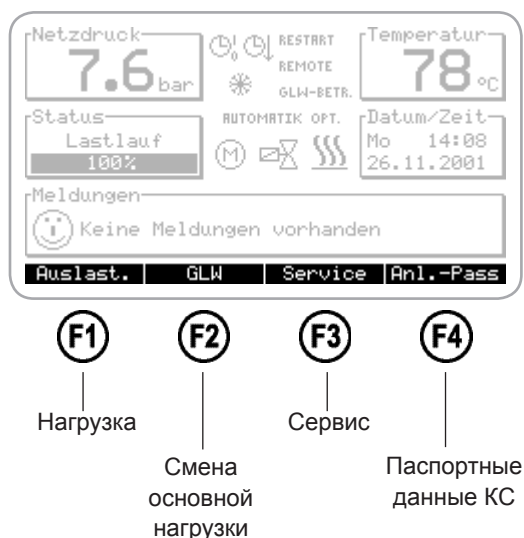 Netzdruck
7.6 bar
RESTART
REMOTE
GLW-BETR.
Temperatur
78 °C
Status
Lastlauf
100%
AUTOMATIK OPT.
M
Datum/Zeit
Mo 14:08
26.11.2001
Meldungen
i Keine Meldungen vorhanden
Auslast. GLW Service Anl.-Pass
F1 F2 F3 F4
Нагрузка
Сервис
Смена
основной
нагрузки
Паспортные
данные КС